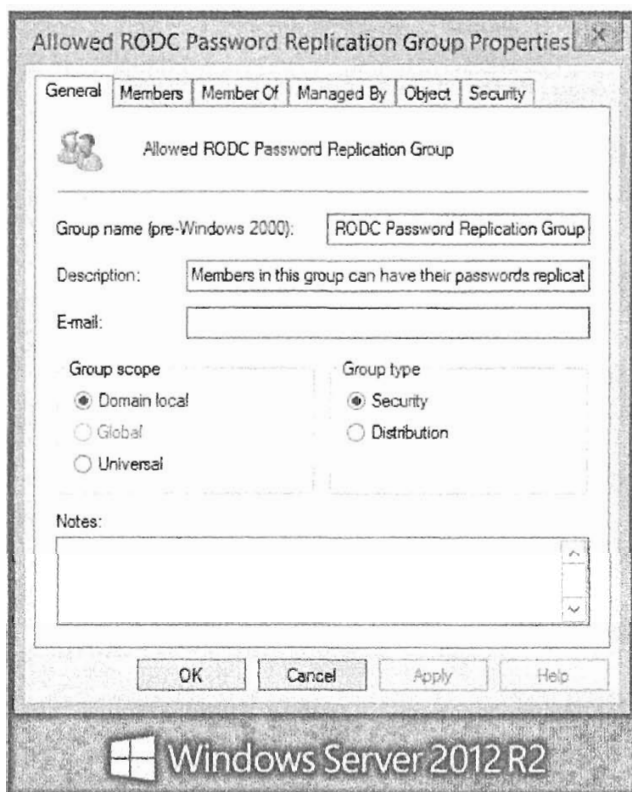 Allowed RODC Password Replication Group Properties
General Members Member Of Managed By Object Security
Allowed RODC Password Replication Group
Group name (pre-Windows 2000): RODC Password Replication Group
Description: Members in this group can have their passwords replicat
E-mail:
Group scope Group type
Domain local Security
Global Distribution
Universal
Notes:
OK Cancel Apply Help
Windows Server 2012 R2